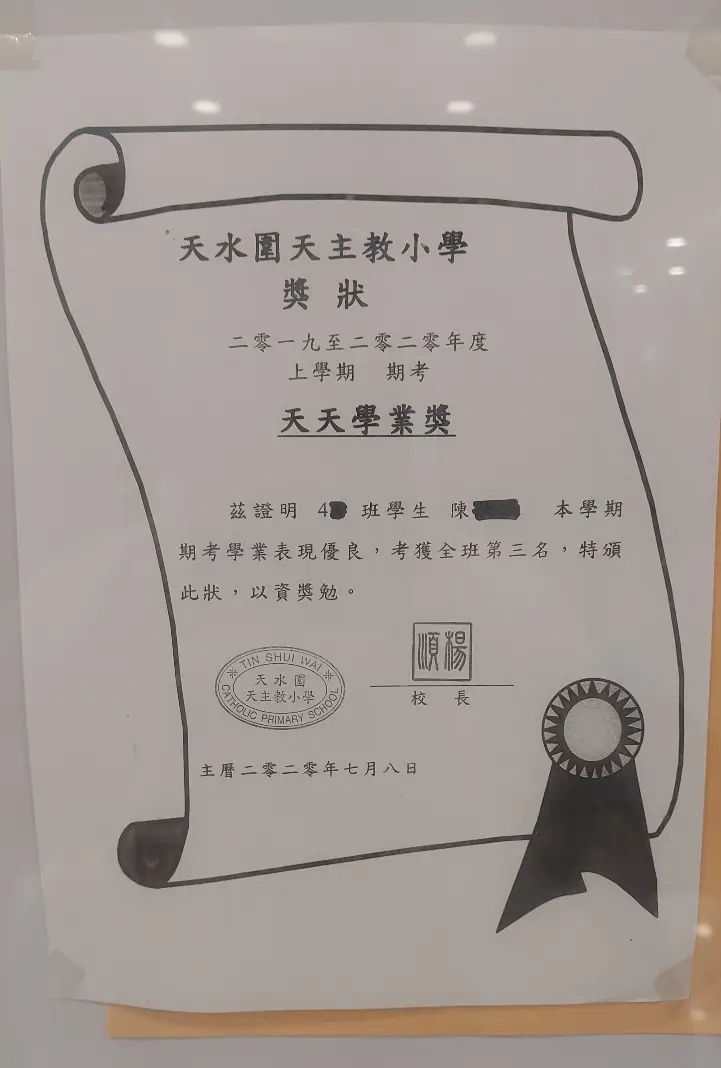 天水圍天主教小學
獎 狀
二零一九至二零二零年度
上學期 期考
天天學業獎
茲證明 4 班學生 陳 本學期
期考學業表現優良，考獲全班第三名，特頒
此狀，以資獎勉。
TIN SHUI WAI
天水圍
天主教小學
CATHOLIC PRIMARY SCHOOL
楊順
校 長
主曆二零二零年七月八日